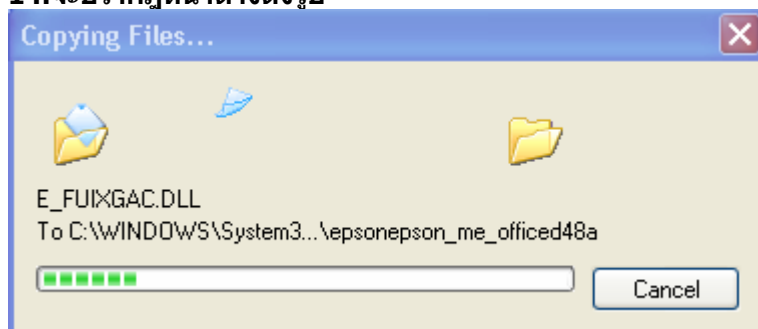 Copying Files...
E_FUIXGAC.DLL
To C:\WINDOWS\System3...\epsonepson_me_officed48a
Cancel